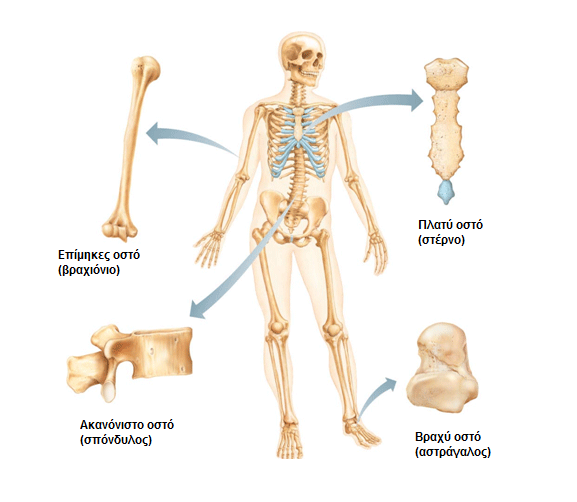 Επίμηκες οστό
(βραχιόνιο)
Πλατύ οστό
(στέρνο)
Ακανόνιστο οστό
(σπόνδυλος)
Βραχύ οστό
(αστράγαλος)